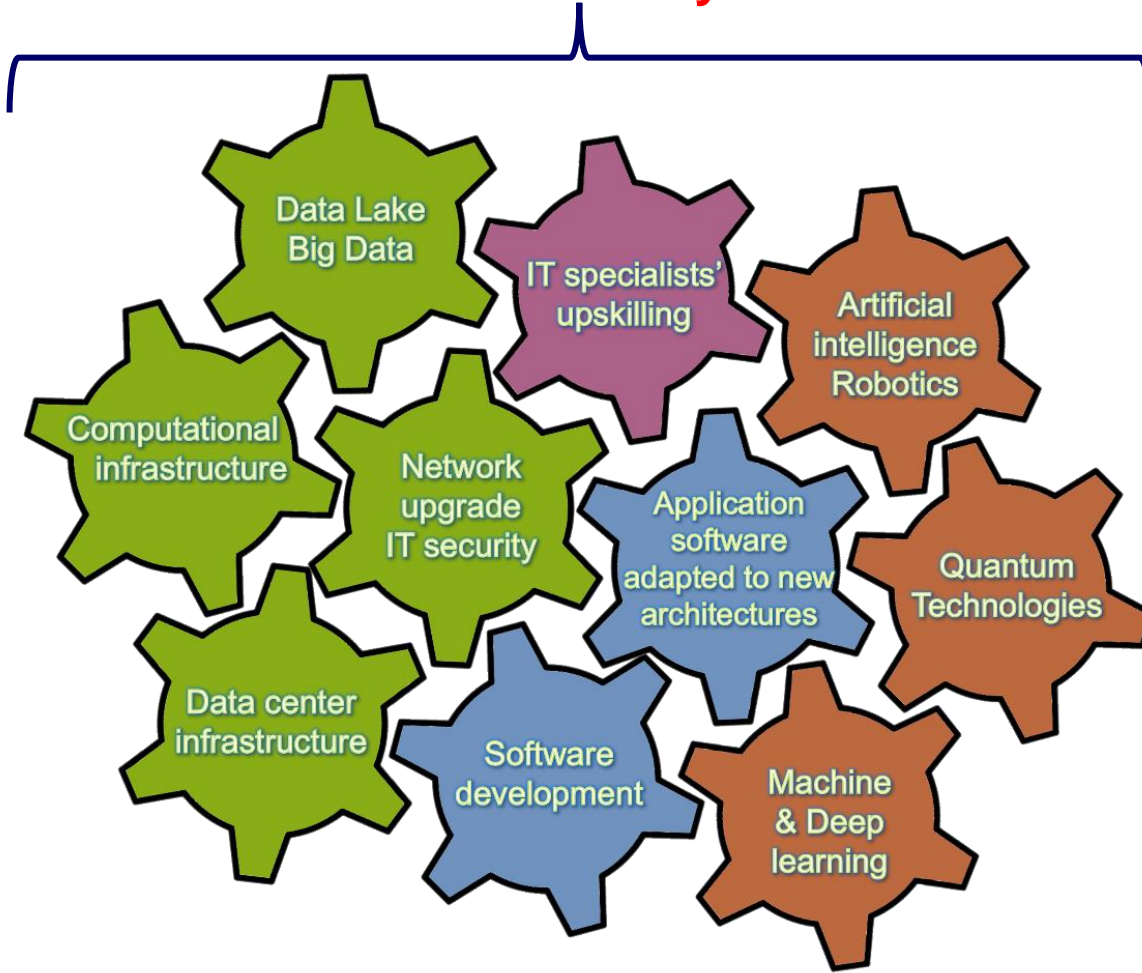 Data Lake
Big Data
IT specialists’
upskilling
Artificial
intelligence
Robotics
Computational
infrastructure
Network
upgrade
IT security
Application
software
adapted to new
architectures
Quantum
Technologies
Data center
infrastructure
Software
development
Machine
& Deep
learning